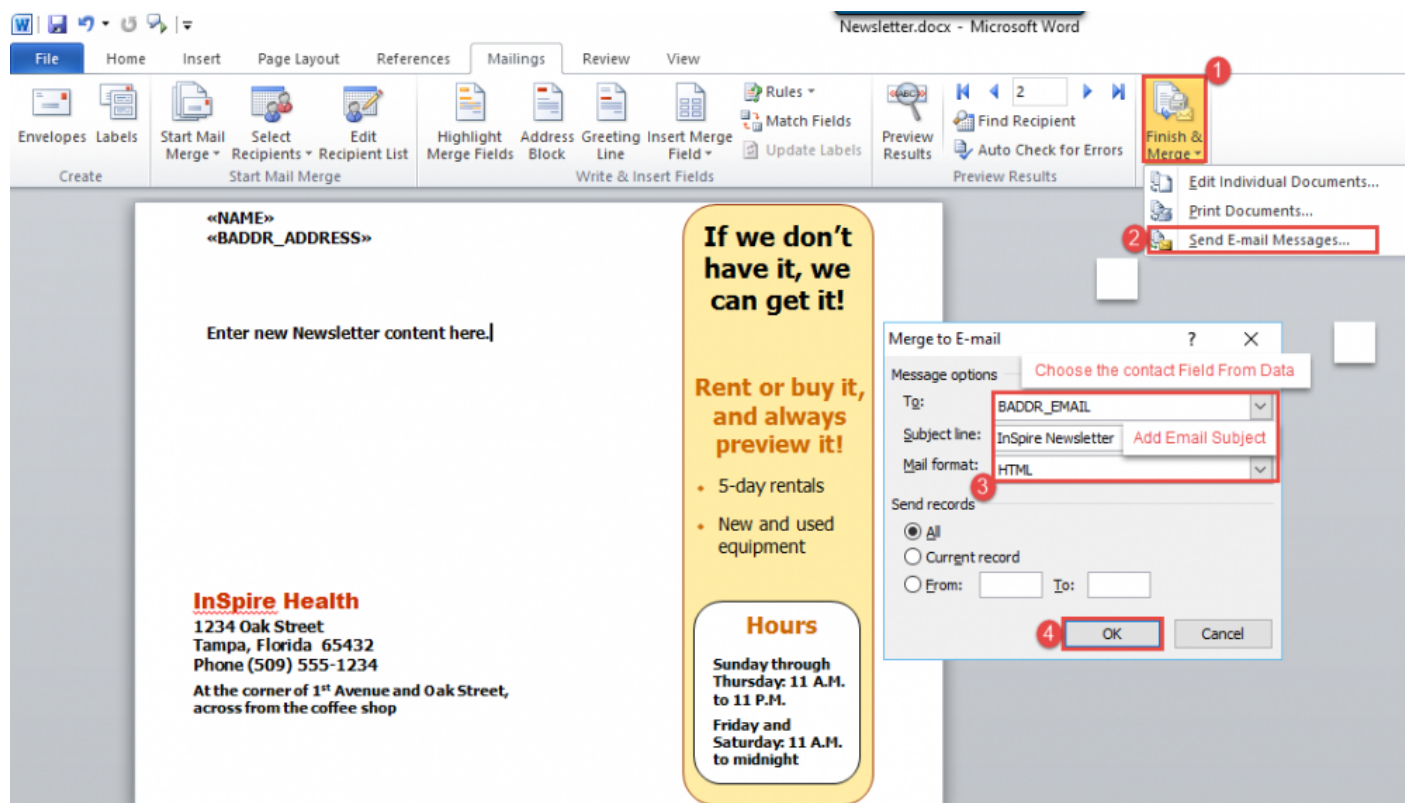 Newsletter.docx - Microsoft Word
File Home Insert Page Layout References Mailings Review View
1
Envelopes Labels
Create
Start Mail Merge
Select Recipients
Edit Recipient List
Start Mail Merge
Highlight Merge Fields
Address Block
Greeting Line
Insert Merge Field
Rules
Match Fields
Update Labels
Write & Insert Fields
ABC
Preview Results
2
Find Recipient
Auto Check for Errors
Preview Results
Finish & Merge
Edit Individual Documents...
Print Documents...
2
Send E-mail Messages...
«NAME»
«BADDR_ADDRESS»
Enter new Newsletter content here.
InSpire Health
1234 Oak Street
Tampa, Florida 65432
Phone (509) 555-1234
At the corner of 1st Avenue and Oak Street,
across from the coffee shop
If we don't
have it, we
can get it!
Rent or buy it,
and always
preview it!
• 5-day rentals
• New and used
equipment
Hours
Sunday through
Thursday: 11 A.M.
to 11 P.M.
Friday and
Saturday: 11 A.M.
to midnight
Merge to E-mail ? X
Message options
Choose the contact Field From Data
To: BADDR_EMAIL
Subject line: InSpire Newsletter
Add Email Subject
Mail format: HTML
3
Send records
All
Current record
From: To:
4
OK Cancel